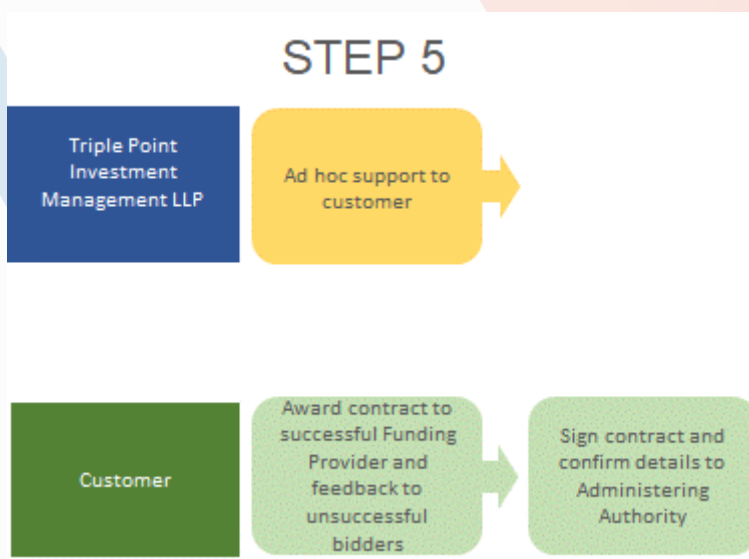 STEP 5
Triple Point
Investment
Management LLP
Ad hoc support to
customer
Customer
Award contract to
successful Funding
Provider and
feedback to
unsuccessful
bidders
Sign contract and
confirm details to
Administering
Authority